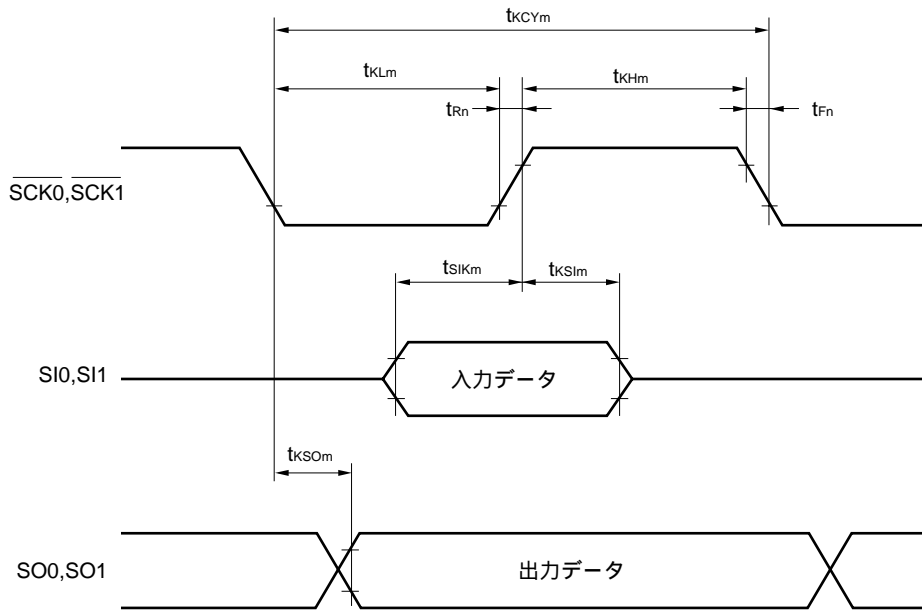 tKCYm
tKLm
tKHm
tRn
tFn
SCK0,SCK1
tSIKm
tKSIm
SI0,SI1
入力データ
tKSOm
SO0,SO1
出力データ